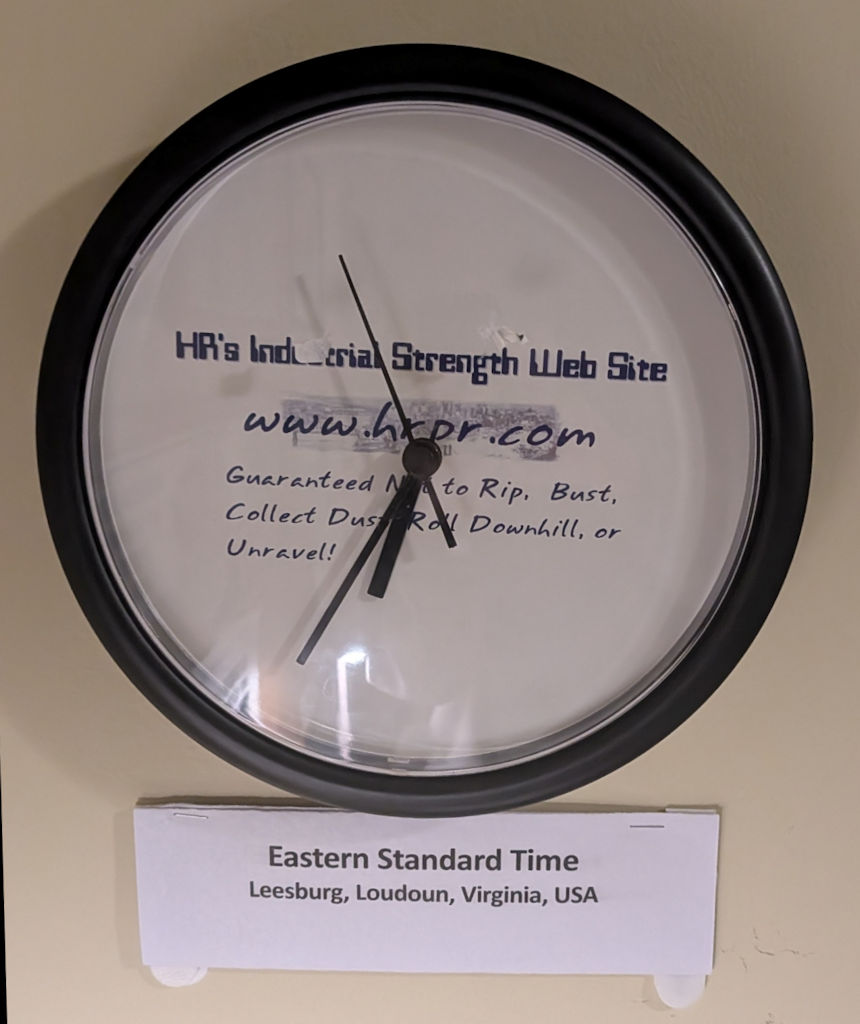 HR's Industrial Strength Web Site
www.hrpr.com
Guaranteed Not to Rip, Bust,
Collect Dust, Roll Downhill, or
Unravel!
Eastern Standard Time
Leesburg, Loudoun, Virginia, USA